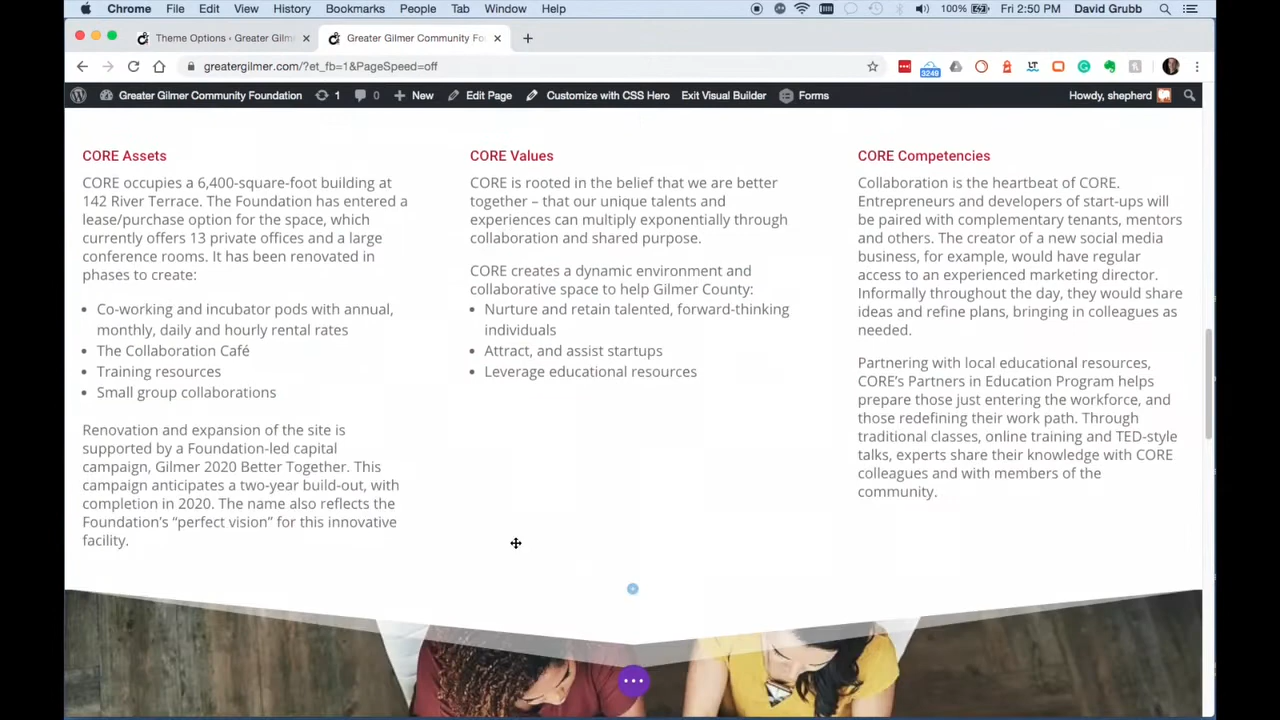 Chrome File Edit View History Bookmarks People Tab Window Help 100% Fri 2:50 PM David Grubb
Theme Options ‹ Greater Gilm × Greater Gilmer Community Fo × +
greatergilmer.com/?et_fb=1&PageSpeed=off 3249 LT
Greater Gilmer Community Foundation 1 0 + New Edit Page Customize with CSS Hero Exit Visual Builder Forms Howdy, shepherd
CORE Assets
CORE occupies a 6,400-square-foot building at
142 River Terrace. The Foundation has entered a
lease/purchase option for the space, which
currently offers 13 private offices and a large
conference rooms. It has been renovated in
phases to create:
• Co-working and incubator pods with annual,
monthly, daily and hourly rental rates
• The Collaboration Café
• Training resources
• Small group collaborations
Renovation and expansion of the site is
supported by a Foundation-led capital
campaign, Gilmer 2020 Better Together. This
campaign anticipates a two-year build-out, with
completion in 2020. The name also reflects the
Foundation’s “perfect vision” for this innovative
facility.
CORE Values
CORE is rooted in the belief that we are better
together – that our unique talents and
experiences can multiply exponentially through
collaboration and shared purpose.
CORE creates a dynamic environment and
collaborative space to help Gilmer County:
• Nurture and retain talented, forward-thinking
individuals
• Attract, and assist startups
• Leverage educational resources
CORE Competencies
Collaboration is the heartbeat of CORE.
Entrepreneurs and developers of start-ups will
be paired with complementary tenants, mentors
and others. The creator of a new social media
business, for example, would have regular
access to an experienced marketing director.
Informally throughout the day, they would share
ideas and refine plans, bringing in colleagues as
needed.
Partnering with local educational resources,
CORE’s Partners in Education Program helps
prepare those just entering the workforce, and
those redefining their work path. Through
traditional classes, online training and TED-style
talks, experts share their knowledge with CORE
colleagues and with members of the
community.